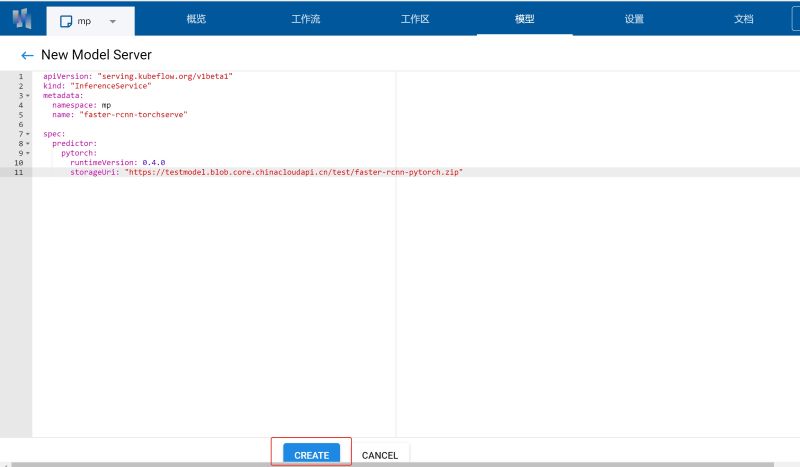 mp
概览
工作流
工作区
模型
设置
文档
← New Model Server
1 apiVersion: "serving.kubeflow.org/v1beta1"
2 kind: "InferenceService"
3 metadata:
4 namespace: mp
5 name: "faster-rcnn-torchserve"
6
7 spec:
8 predictor:
9 pytorch:
10 runtimeVersion: 0.4.0
11 storageUri: "https://testmodel.blob.core.chinacloudapi.cn/test/faster-rcnn-pytorch.zip"
CREATE
CANCEL